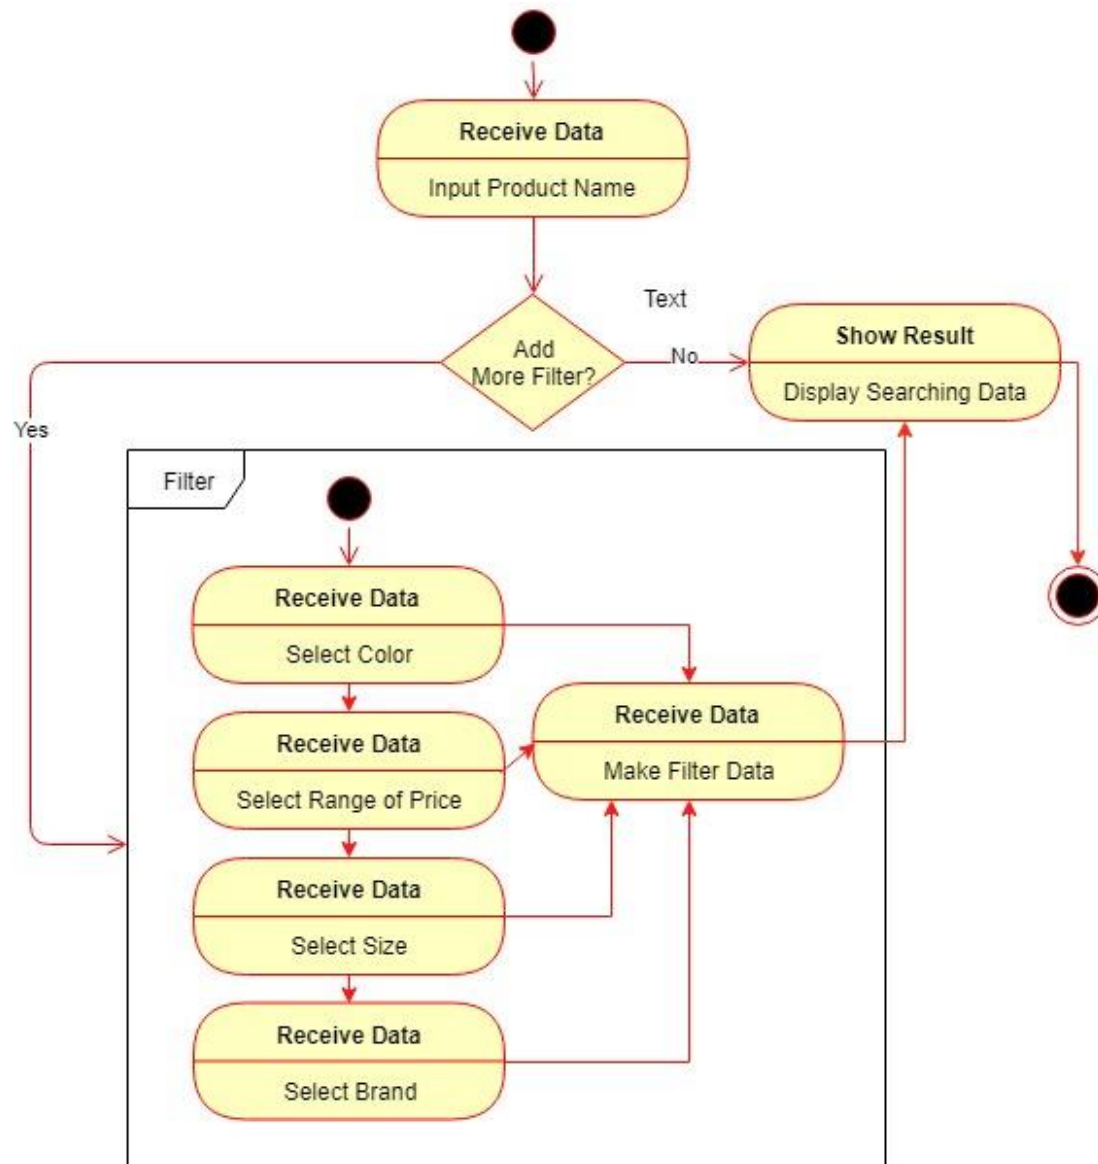 Receive Data
Input Product Name
Text
Add
More Filter?
No
Show Result
Display Searching Data
Yes
Filter
Receive Data
Select Color
Receive Data
Make Filter Data
Receive Data
Select Range of Price
Receive Data
Select Size
Receive Data
Select Brand